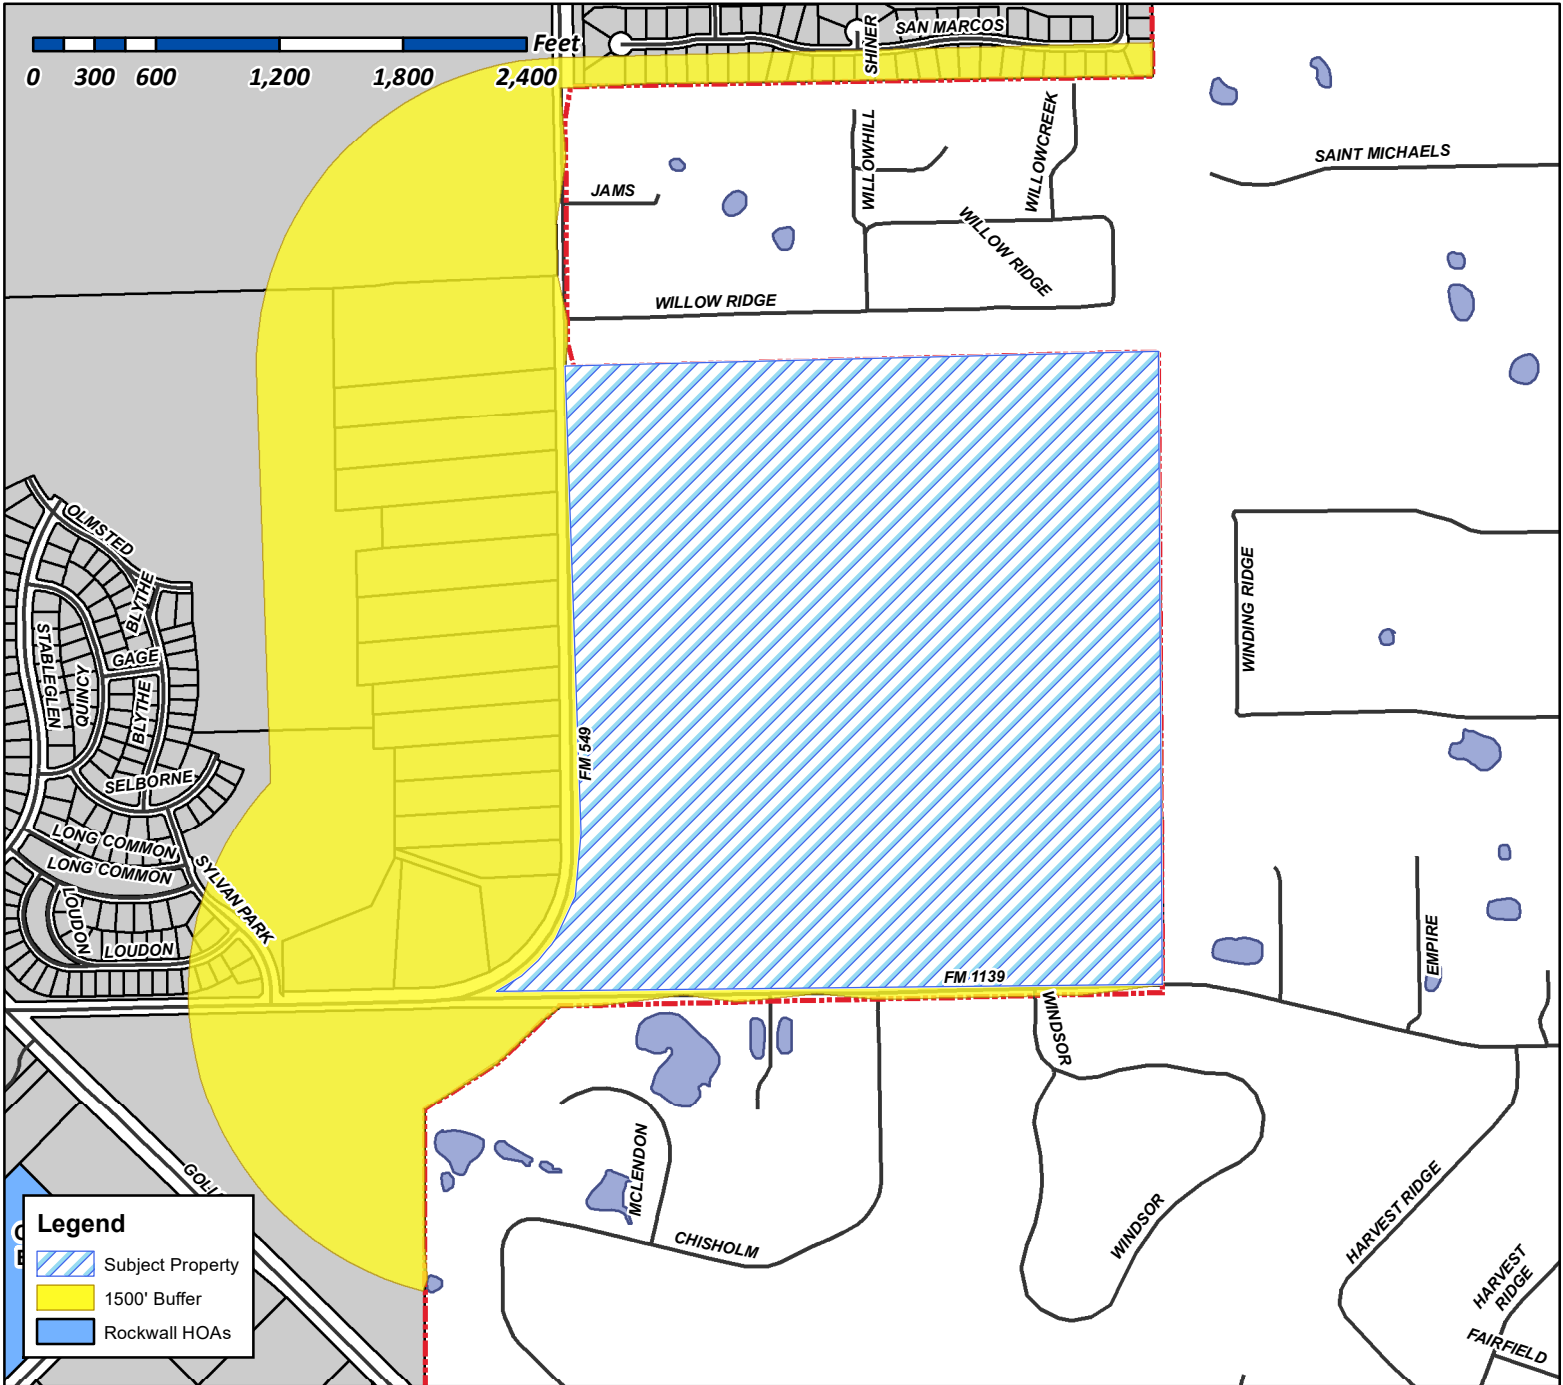 Feet
0 300 600 1,200 1,800 2,400
SHINER
SAN MARCOS
WILLOWHILL
WILLOWCREEK
SAINT MICHAELS
JAMS
WILLOW RIDGE
WILLOW RIDGE
OLMSTED
BLYTHE
STABLEGLEN
QUINCY
GAGE
BLYTHE
WINDING RIDGE
FM 549
SELBORNE
LONG COMMON
LONG COMMON
SYLVAN PARK
LOUDON
LOUDON
FM 1139
EMPIRE
WINDSOR
MCLENDON
CHISHOLM
WINDSOR
HARVEST RIDGE
HARVEST
RIDGE
FAIRFIELD
Legend
Subject Property
1500' Buffer
Rockwall HOAs